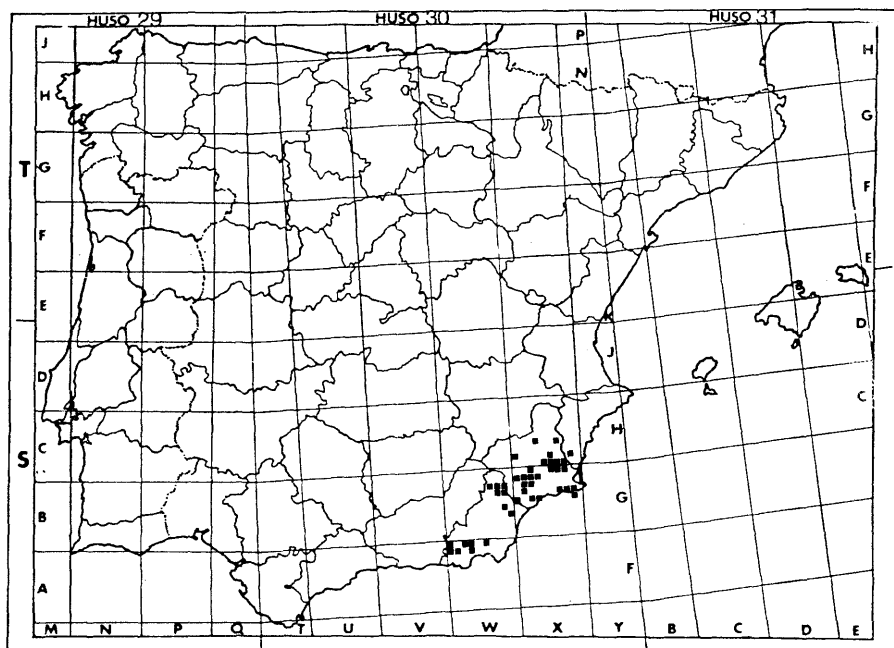 HUSO 29 HUSO 30 HUSO 31
J P H
N
H G
T G F
F E
E K D
J
D C
H
S C
G
B
F
A
M N P Q T U V W X Y B C D E